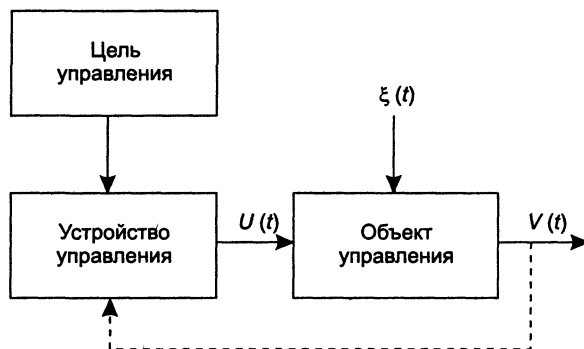 Цель
управления
ξ (t)
Устройство
управления
U (t)
Объект
управления
V (t)